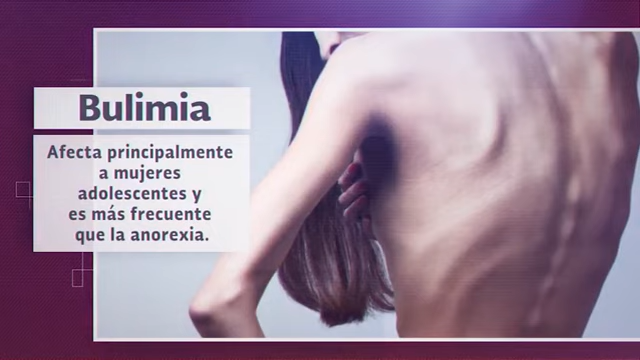 Bulimia
Afecta principalmente
a mujeres
adolescentes y
es más frecuente
que la anorexia.